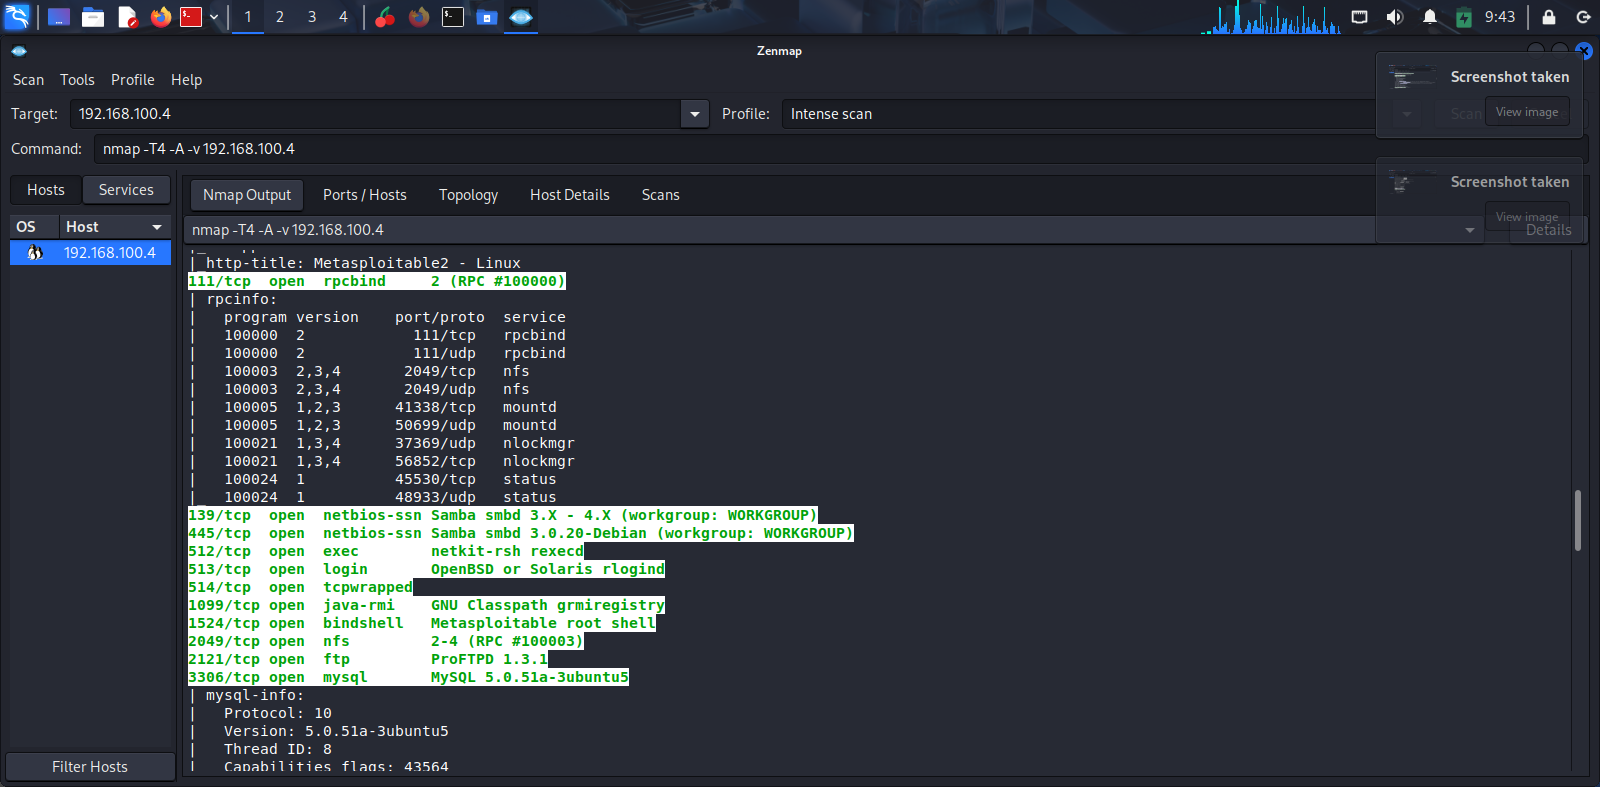 1 2 3 4 9:43
Zenmap
Scan Tools Profile Help
Screenshot taken
View image
Target: 192.168.100.4 Profile: Intense scan Scan
Command: nmap -T4 -A -v 192.168.100.4
Hosts Services
Nmap Output Ports / Hosts Topology Host Details Scans
Screenshot taken
View image
OS Host
192.168.100.4
nmap -T4 -A -v 192.168.100.4 Details
|_http-title: Metasploitable2 - Linux
111/tcp open rpcbind 2 (RPC #100000)
| rpcinfo:
| program version port/proto service
| 100000 2 111/tcp rpcbind
| 100000 2 111/udp rpcbind
| 100003 2,3,4 2049/tcp nfs
| 100003 2,3,4 2049/udp nfs
| 100005 1,2,3 41338/tcp mountd
| 100005 1,2,3 50699/udp mountd
| 100021 1,3,4 37369/udp nlockmgr
| 100021 1,3,4 56852/tcp nlockmgr
| 100024 1 45530/tcp status
|_ 100024 1 48933/udp status
139/tcp open netbios-ssn Samba smbd 3.X - 4.X (workgroup: WORKGROUP)
445/tcp open netbios-ssn Samba smbd 3.0.20-Debian (workgroup: WORKGROUP)
512/tcp open exec netkit-rsh rexecd
513/tcp open login OpenBSD or Solaris rlogind
514/tcp open tcpwrapped
1099/tcp open java-rmi GNU Classpath grmiregistry
1524/tcp open bindshell Metasploitable root shell
2049/tcp open nfs 2-4 (RPC #100003)
2121/tcp open ftp ProFTPD 1.3.1
3306/tcp open mysql MySQL 5.0.51a-3ubuntu5
| mysql-info:
| Protocol: 10
| Version: 5.0.51a-3ubuntu5
| Thread ID: 8
| Capabilities flags: 43564
Filter Hosts